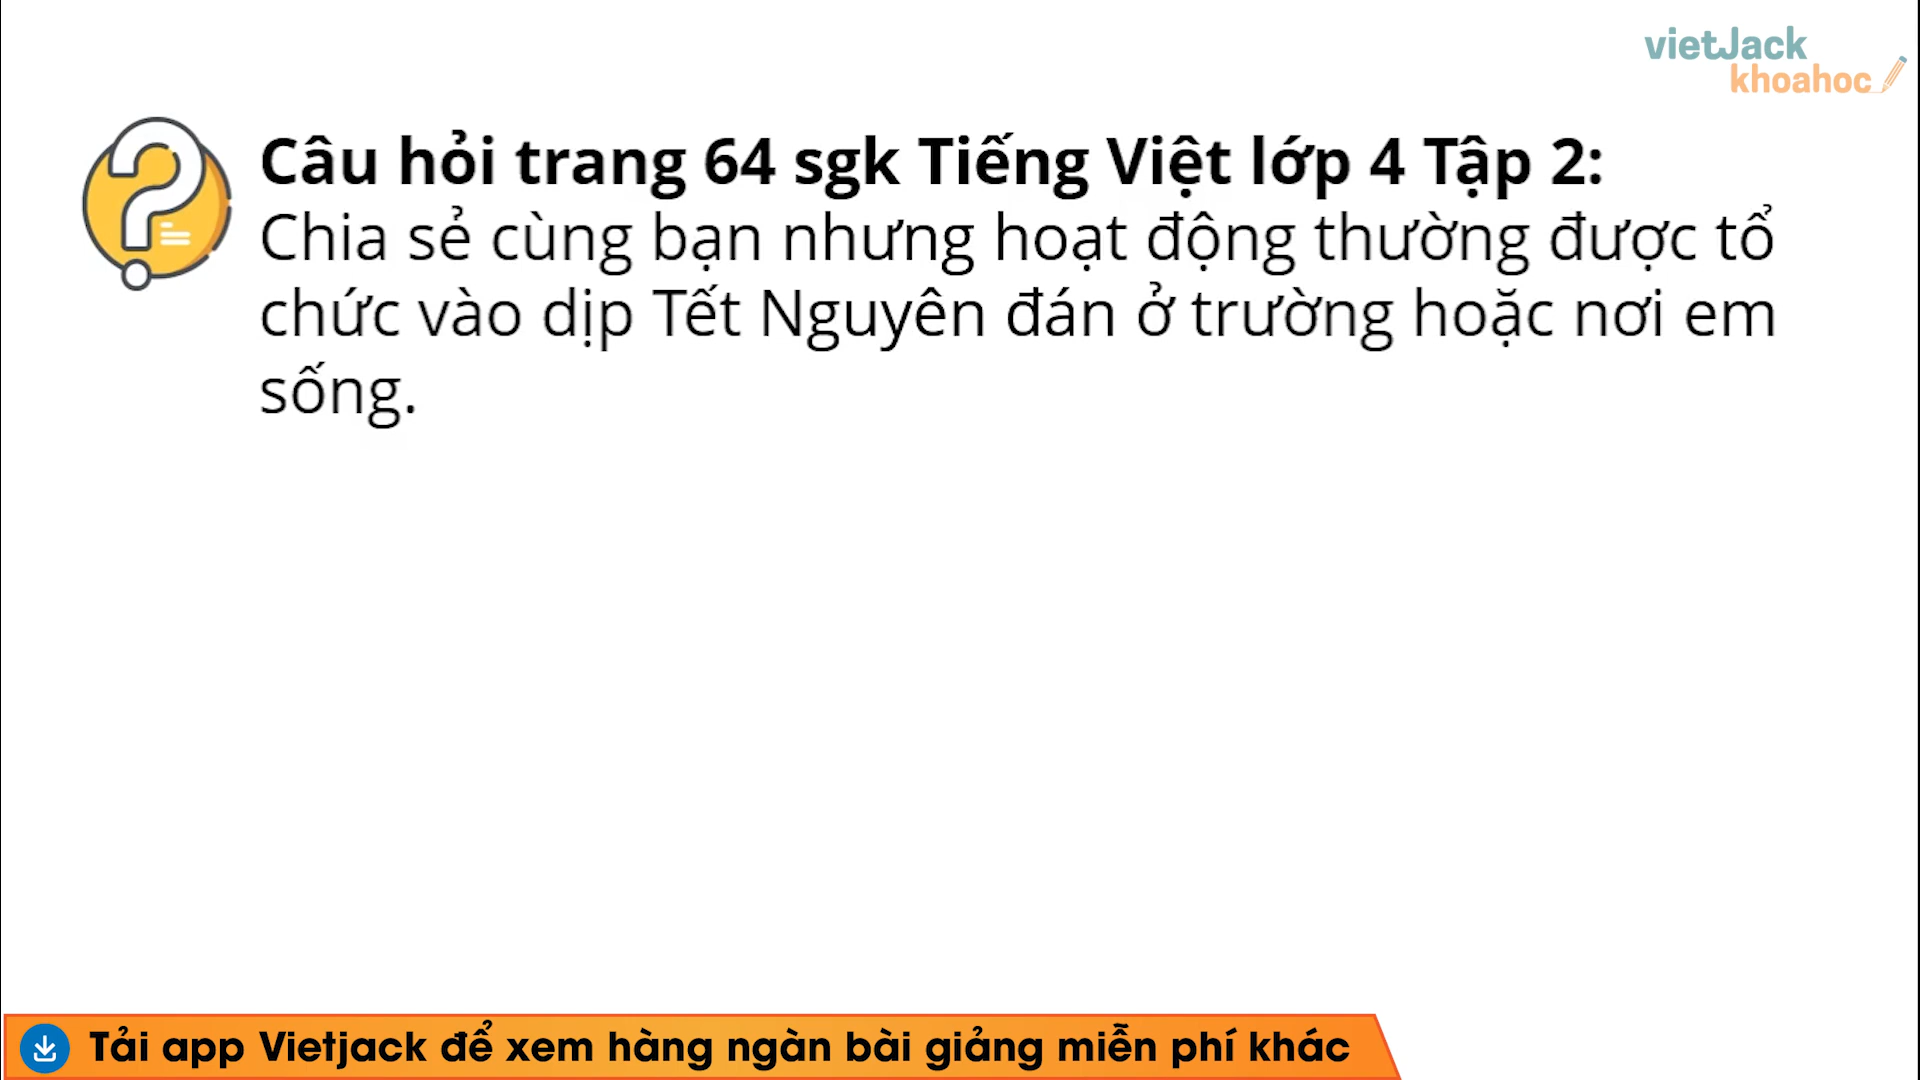 vietJack
khoahoc
Câu hỏi trang 64 sgk Tiếng Việt lớp 4 Tập 2:
Chia sẻ cùng bạn nhưng hoạt động thường được tổ
chức vào dịp Tết Nguyên đán ở trường hoặc nơi em
sống.
Tải app Vietjack để xem hàng ngàn bài giảng miễn phí khác